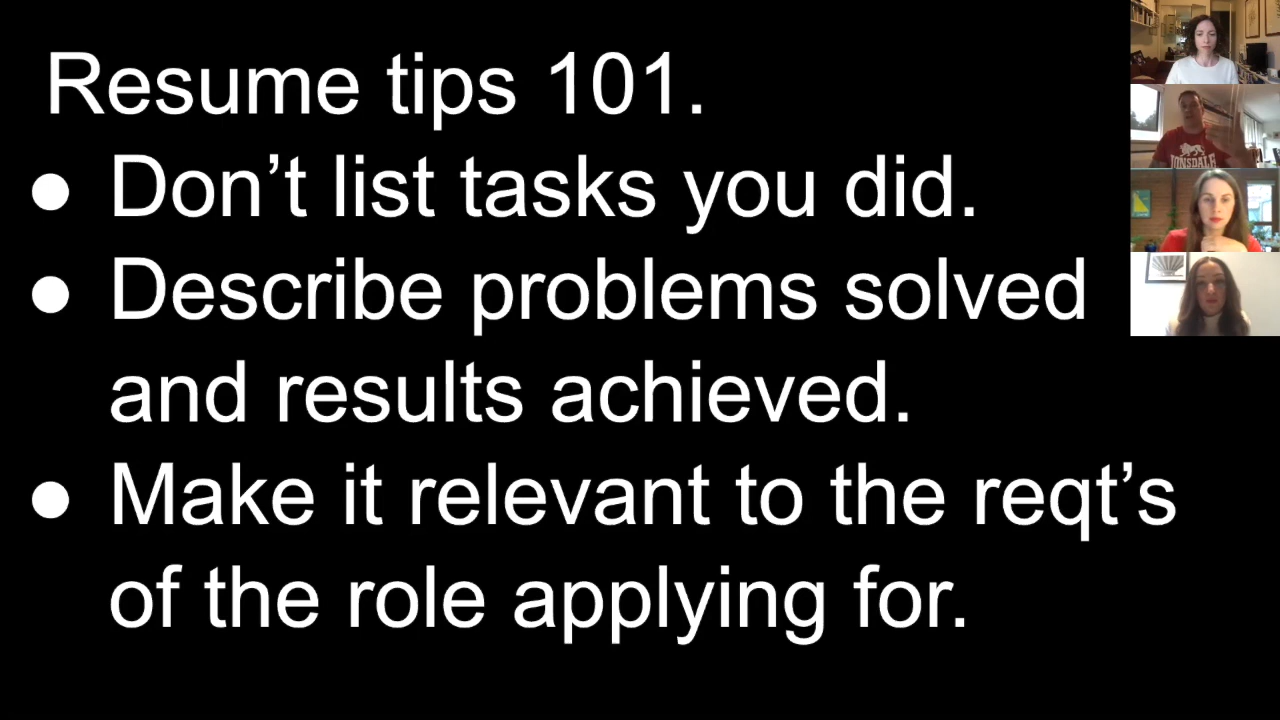 Resume tips 101.
● Don’t list tasks you did.
● Describe problems solved
and results achieved.
● Make it relevant to the reqt’s
of the role applying for.
LONSDALE